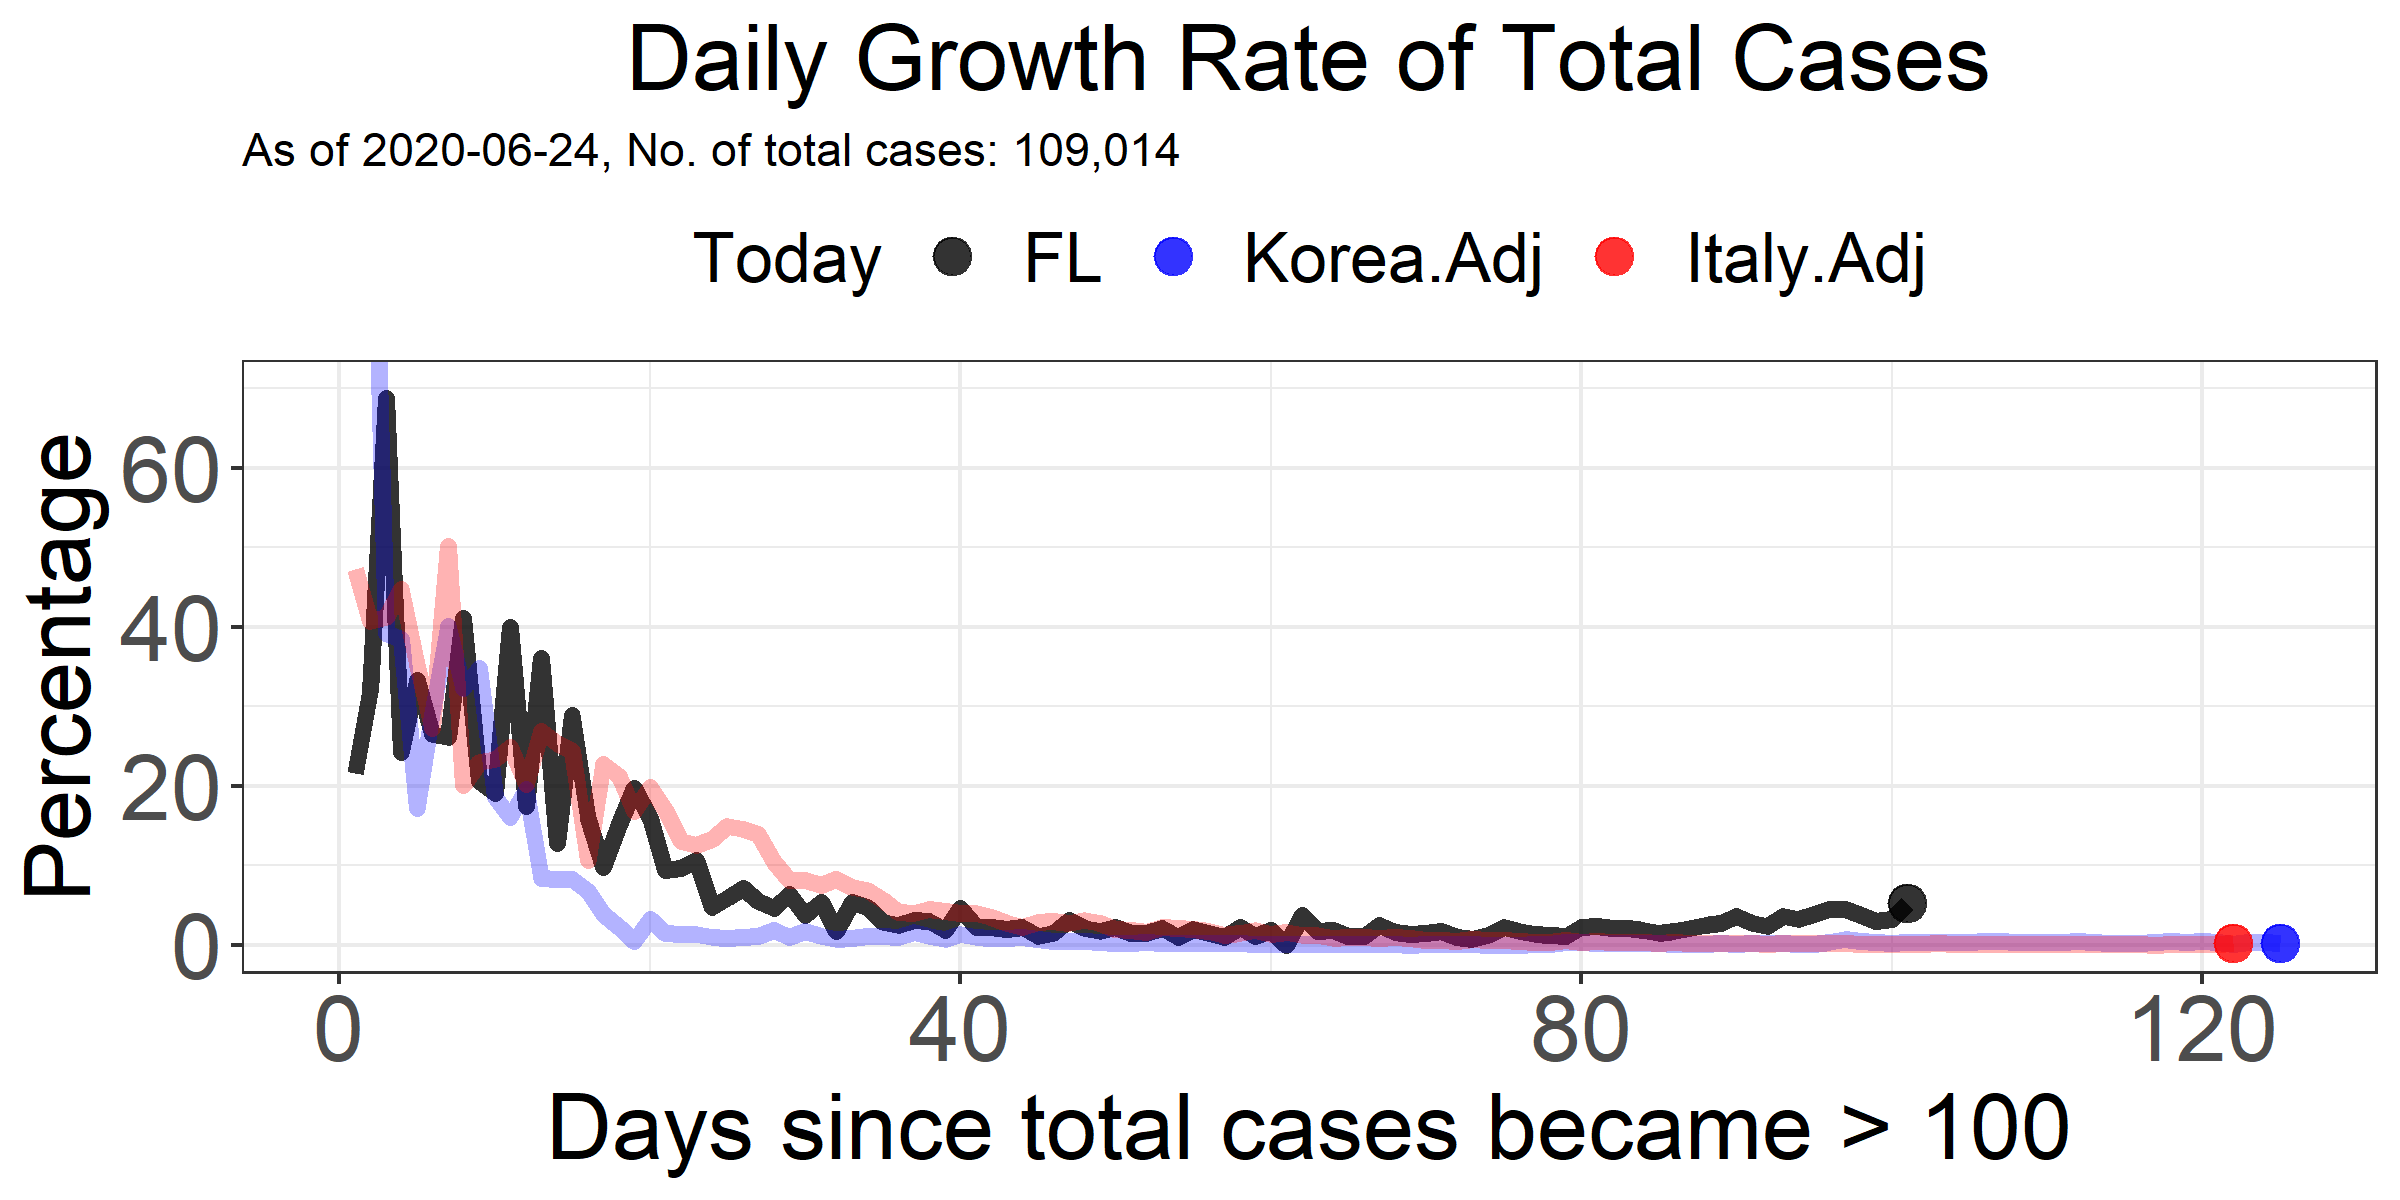 Daily Growth Rate of Total Cases
As of 2020-06-24, No. of total cases: 109,014
Today FL Korea.Adj Italy.Adj
Percentage
60
40
20
0
0 40 80 120
Days since total cases became > 100